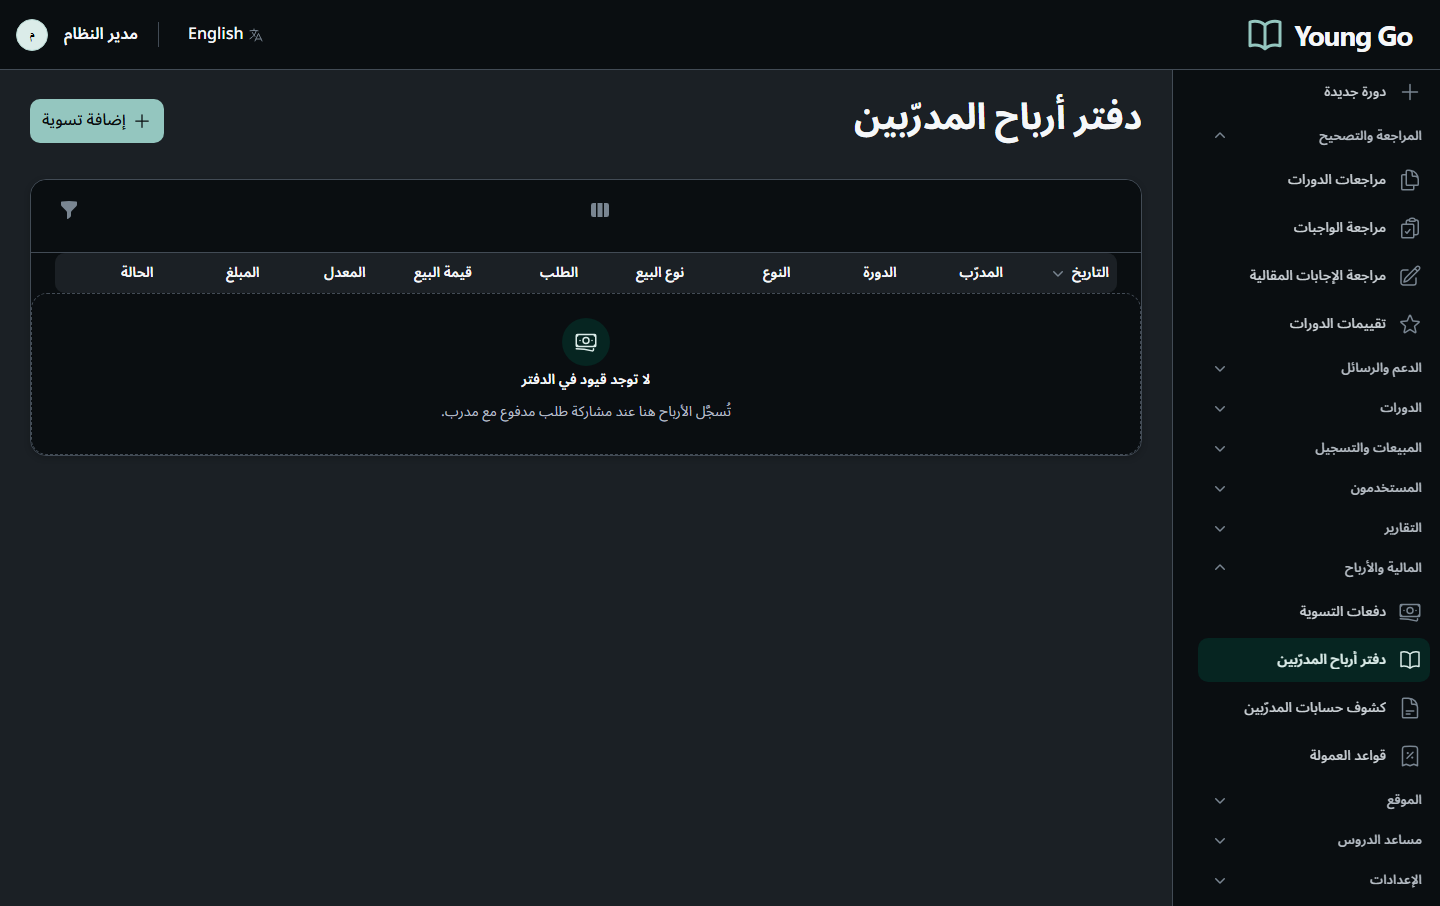 Young Go
English
مدير النظام
م
دورة جديدة
المراجعة والتصحيح
مراجعات الدورات
مراجعة الواجبات
مراجعة الإجابات المقالية
تقييمات الدورات
الدعم والرسائل
الدورات
المبيعات والتسجيل
المستخدمون
التقارير
المالية والأرباح
دفعات التسوية
دفتر أرباح المدرّبين
كشوف حسابات المدرّبين
قواعد العمولة
الموقع
مساعد الدروس
الإعدادات
دفتر أرباح المدرّبين
إضافة تسوية
التاريخ المدرّب الدورة النوع نوع البيع الطلب قيمة البيع المعدل المبلغ الحالة
لا توجد قيود في الدفتر
تُسجَّل الأرباح هنا عند مشاركة طلب مدفوع مع مدرب.